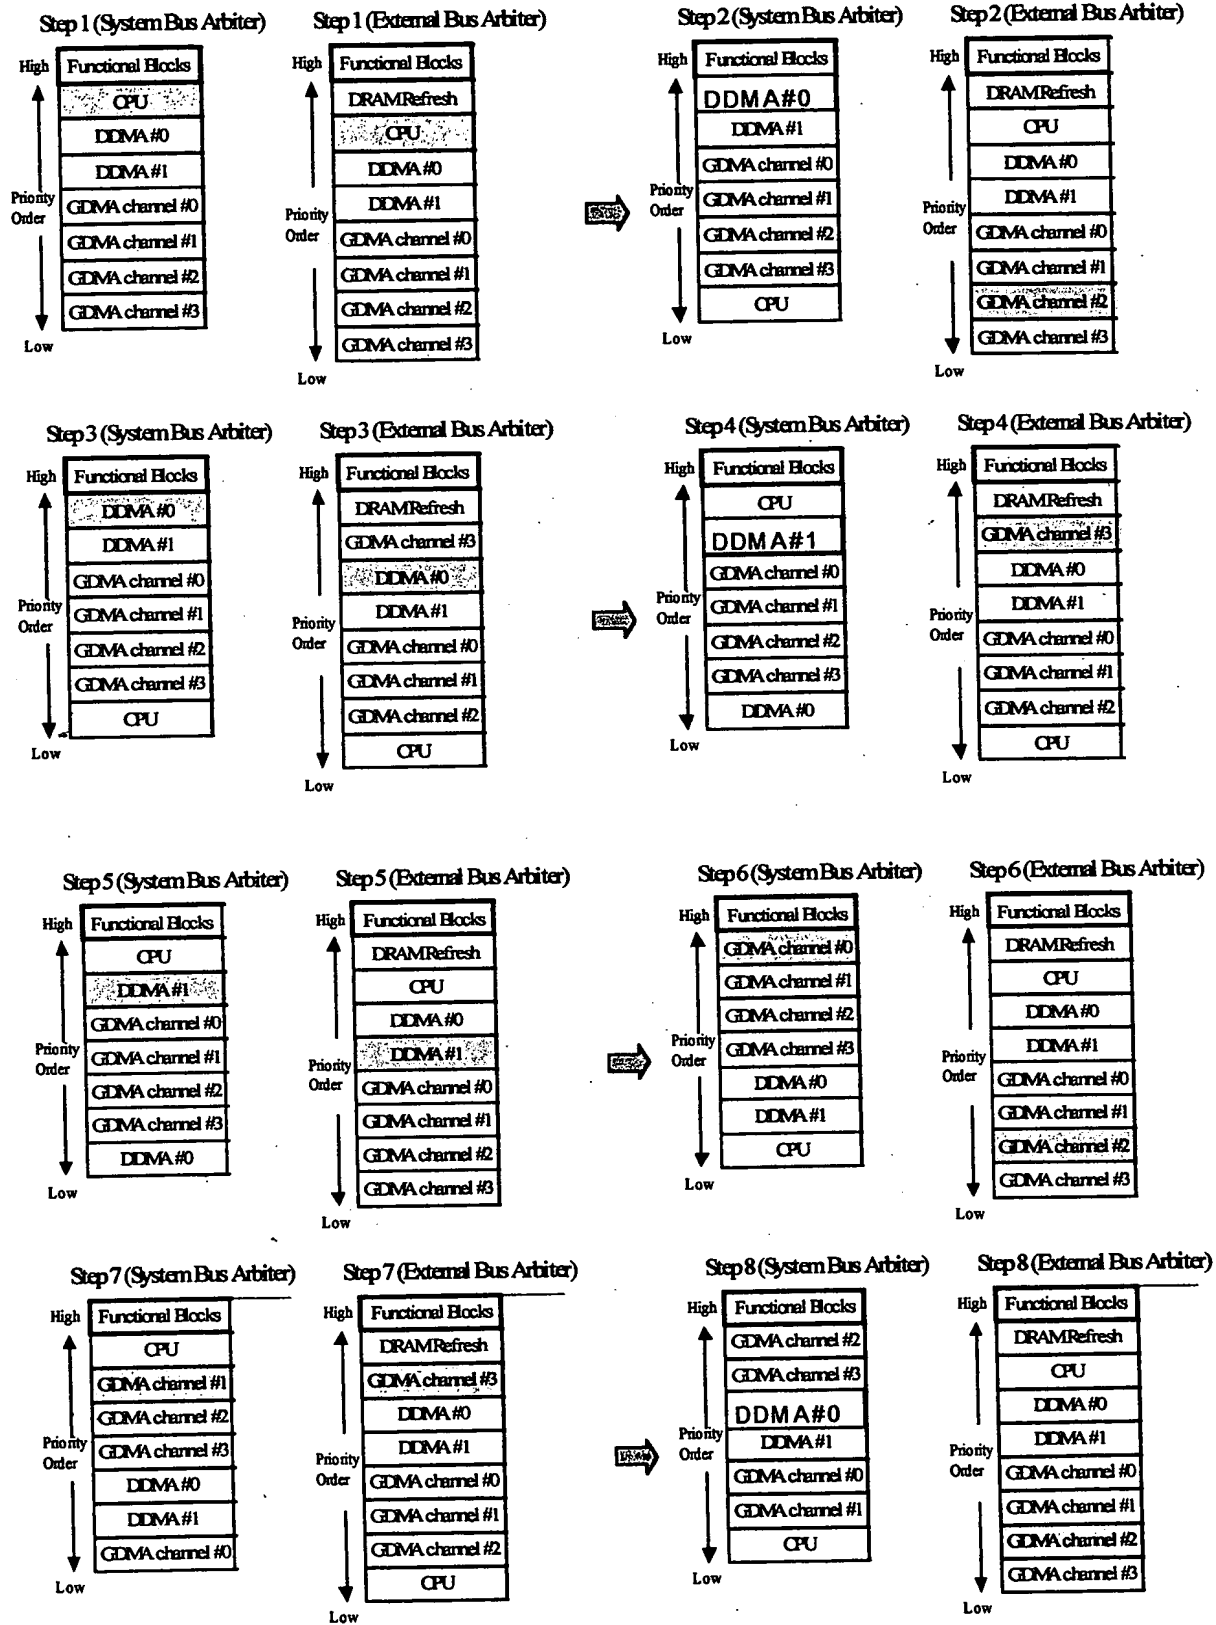 Step 1 (System Bus Arbiter)
High
Functional Blocks
CPU
DDMA #0
DDMA #1
Priority
Order
GDMA channel #0
GDMA channel #1
GDMA channel #2
GDMA channel #3
Low
Step 1 (External Bus Arbiter)
High
Functional Blocks
DRAM Refresh
CPU
DDMA #0
DDMA #1
Priority
Order
GDMA channel #0
GDMA channel #1
GDMA channel #2
GDMA channel #3
Low
Step 2 (System Bus Arbiter)
High
Functional Blocks
DDMA#0
DDMA #1
GDMA channel #0
Priority
Order
GDMA channel #1
GDMA channel #2
GDMA channel #3
CPU
Low
Step 2 (External Bus Arbiter)
High
Functional Blocks
DRAM Refresh
CPU
DDMA #0
DDMA #1
Priority
Order
GDMA channel #0
GDMA channel #1
GDMA channel #2
GDMA channel #3
Low
Step 3 (System Bus Arbiter)
High
Functional Blocks
DDMA #0
DDMA #1
GDMA channel #0
Priority
Order
GDMA channel #1
GDMA channel #2
GDMA channel #3
CPU
Low
Step 3 (External Bus Arbiter)
High
Functional Blocks
DRAM Refresh
GDMA channel #3
DDMA #0
DDMA #1
Priority
Order
GDMA channel #0
GDMA channel #1
GDMA channel #2
CPU
Low
Step 4 (System Bus Arbiter)
High
Functional Blocks
CPU
DDMA#1
GDMA channel #0
Priority
Order
GDMA channel #1
GDMA channel #2
GDMA channel #3
DDMA #0
Low
Step 4 (External Bus Arbiter)
High
Functional Blocks
DRAM Refresh
GDMA channel #3
DDMA #0
DDMA #1
Priority
Order
GDMA channel #0
GDMA channel #1
GDMA channel #2
CPU
Low
Step 5 (System Bus Arbiter)
High
Functional Blocks
CPU
DDMA #1
GDMA channel #0
Priority
Order
GDMA channel #1
GDMA channel #2
GDMA channel #3
DDMA #0
Low
Step 5 (External Bus Arbiter)
High
Functional Blocks
DRAM Refresh
CPU
DDMA #0
DDMA #1
Priority
Order
GDMA channel #0
GDMA channel #1
GDMA channel #2
GDMA channel #3
Low
Step 6 (System Bus Arbiter)
High
Functional Blocks
GDMA channel #0
GDMA channel #1
GDMA channel #2
Priority
Order
GDMA channel #3
DDMA #0
DDMA #1
CPU
Low
Step 6 (External Bus Arbiter)
High
Functional Blocks
DRAM Refresh
CPU
DDMA #0
DDMA #1
Priority
Order
GDMA channel #0
GDMA channel #1
GDMA channel #2
GDMA channel #3
Low
Step 7 (System Bus Arbiter)
High
Functional Blocks
CPU
GDMA channel #1
GDMA channel #2
Priority
Order
GDMA channel #3
DDMA #0
DDMA #1
GDMA channel #0
Low
Step 7 (External Bus Arbiter)
High
Functional Blocks
DRAM Refresh
GDMA channel #3
DDMA #0
DDMA #1
Priority
Order
GDMA channel #0
GDMA channel #1
GDMA channel #2
CPU
Low
Step 8 (System Bus Arbiter)
High
Functional Blocks
GDMA channel #2
GDMA channel #3
DDMA#0
Priority
Order
DDMA #1
GDMA channel #0
GDMA channel #1
CPU
Low
Step 8 (External Bus Arbiter)
High
Functional Blocks
DRAM Refresh
CPU
DDMA #0
DDMA #1
Priority
Order
GDMA channel #0
GDMA channel #1
GDMA channel #2
GDMA channel #3
Low